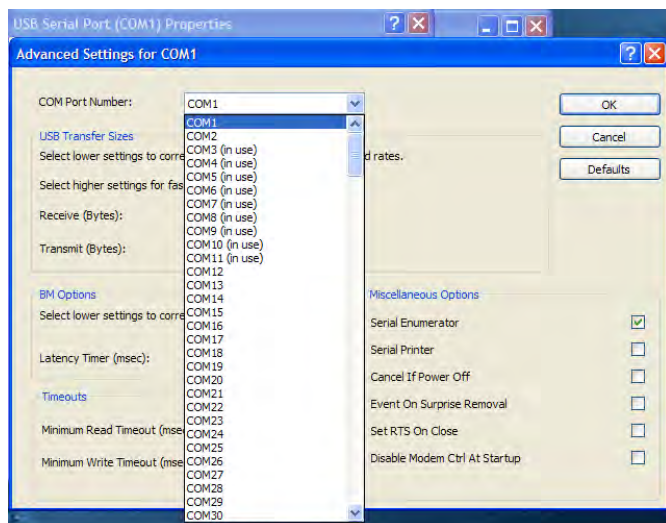 USB Serial Port (COM1) Properties
Advanced Settings for COM1
COM Port Number:
COM1
OK
Cancel
Defaults
COM1
COM2
COM3 (in use)
COM4 (in use)
COM5 (in use)
COM6 (in use)
COM7 (in use)
COM8 (in use)
COM9 (in use)
COM10 (in use)
COM11 (in use)
COM12
COM13
COM14
COM15
COM16
COM17
COM18
COM19
COM20
COM21
COM22
COM23
COM24
COM25
COM26
COM27
COM28
COM29
COM30
USB Transfer Sizes
Select lower settings to corre d rates.
Select higher settings for fas
Receive (Bytes):
Transmit (Bytes):
BM Options
Select lower settings to corre
Latency Timer (msec):
Timeouts
Minimum Read Timeout (mse
Minimum Write Timeout (mse
Miscellaneous Options
Serial Enumerator
Serial Printer
Cancel If Power Off
Event On Surprise Removal
Set RTS On Close
Disable Modem Ctrl At Startup